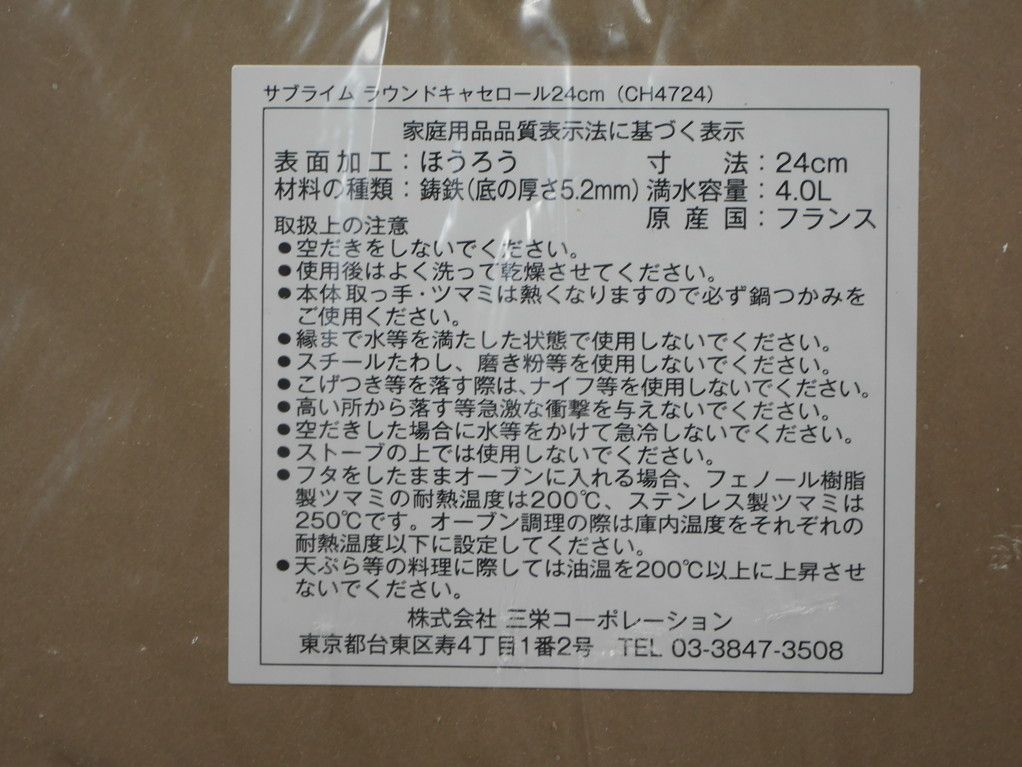 サブライム ラウンドキャセロール24cm（CH4724）
家庭用品品質表示法に基づく表示
表面加工：ほうろう 寸　法：24cm
材料の種類：鋳鉄（底の厚さ5.2mm）満水容量：4.0L
原産国：フランス
取扱上の注意
●空だきをしないでください。
●使用後はよく洗って乾燥させてください。
●本体取っ手・ツマミは熱くなりますので必ず鍋つかみを
ご使用ください。
●縁まで水等を満たした状態で使用しないでください。
●スチールたわし、磨き粉等を使用しないでください。
●こげつき等を落す際は、ナイフ等を使用しないでください。
●高い所から落す等急激な衝撃を与えないでください。
●空だきした場合に水等をかけて急冷しないでください。
●ストーブの上では使用しないでください。
●フタをしたままオーブンに入れる場合、フェノール樹脂
製ツマミの耐熱温度は200℃、ステンレス製ツマミは
250℃です。オーブン調理の際は庫内温度をそれぞれの
耐熱温度以下に設定してください。
●天ぷら等の料理に際しては油温を200℃以上に上昇させ
ないでください。
株式会社 三栄コーポレーション
東京都台東区寿4丁目1番2号　TEL 03-3847-3508